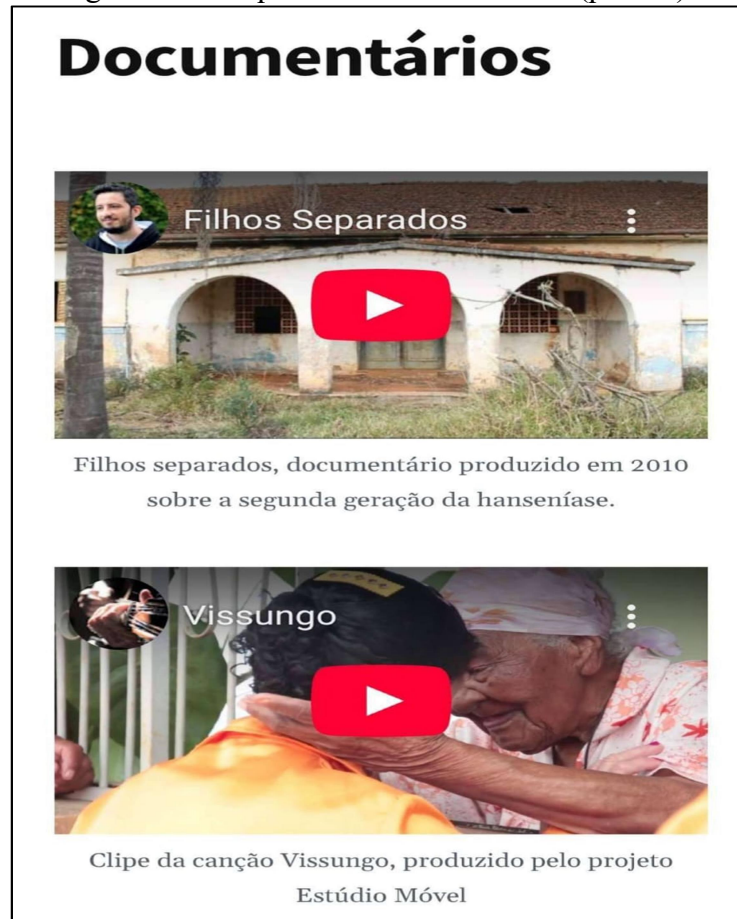 Documentários
Filhos Separados
Filhos separados, documentário produzido em 2010
sobre a segunda geração da hanseníase.
Vissungo
Clipe da canção Vissungo, produzido pelo projeto
Estúdio Móvel